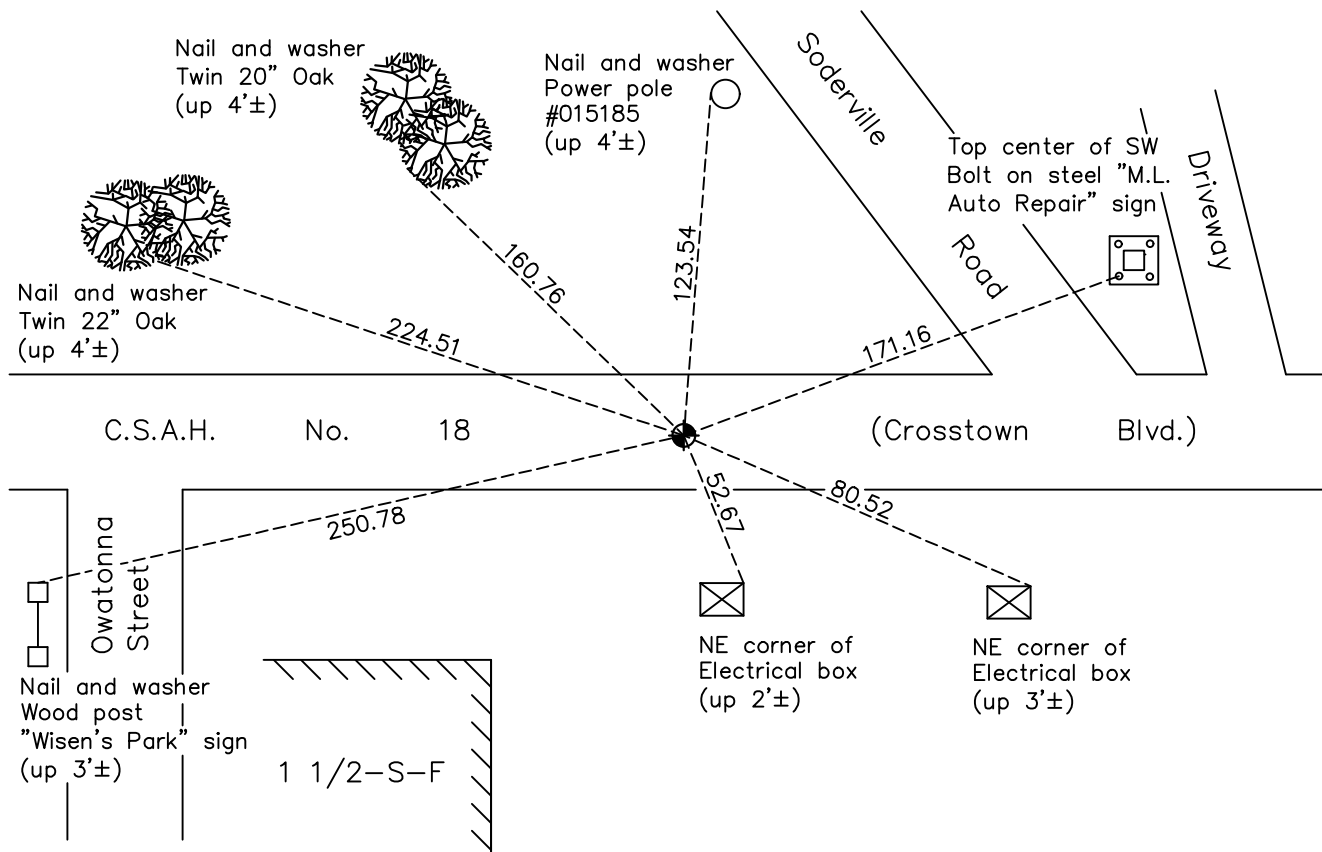 Nail and washer
Twin 20" Oak
(up 4'±)
Nail and washer
Power pole
#015185
(up 4'±)
Soderville
Road
Top center of SW
Bolt on steel "M.L.
Auto Repair" sign
Driveway
Nail and washer
Twin 22" Oak
(up 4'±)
224.51
160.76
123.54
171.16
C.S.A.H. No. 18 (Crosstown Blvd.)
250.78
52.67
80.52
Owatonna
Street
Nail and washer
Wood post
"Wisen's Park" sign
(up 3'±)
1 1/2-S-F
NE corner of
Electrical box
(up 2'±)
NE corner of
Electrical box
(up 3'±)